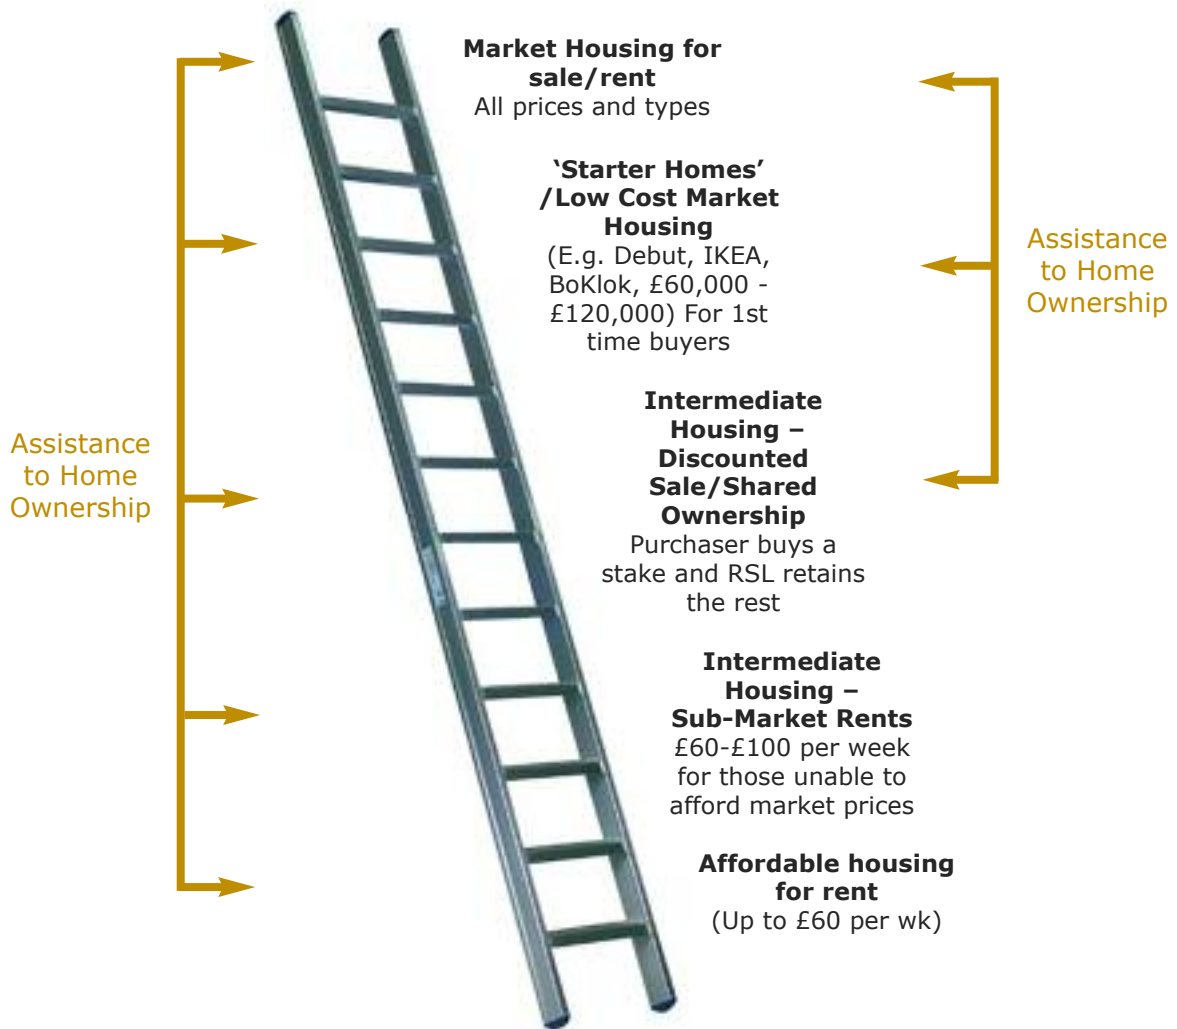 Market Housing for
sale/rent
All prices and types
‘Starter Homes’
/Low Cost Market
Housing
(E.g. Debut, IKEA,
BoKlok, £60,000 -
£120,000) For 1st
time buyers
Assistance
to Home
Ownership
Intermediate
Housing –
Discounted
Sale/Shared
Ownership
Purchaser buys a
stake and RSL retains
the rest
Assistance
to Home
Ownership
Intermediate
Housing –
Sub-Market Rents
£60-£100 per week
for those unable to
afford market prices
Affordable housing
for rent
(Up to £60 per wk)